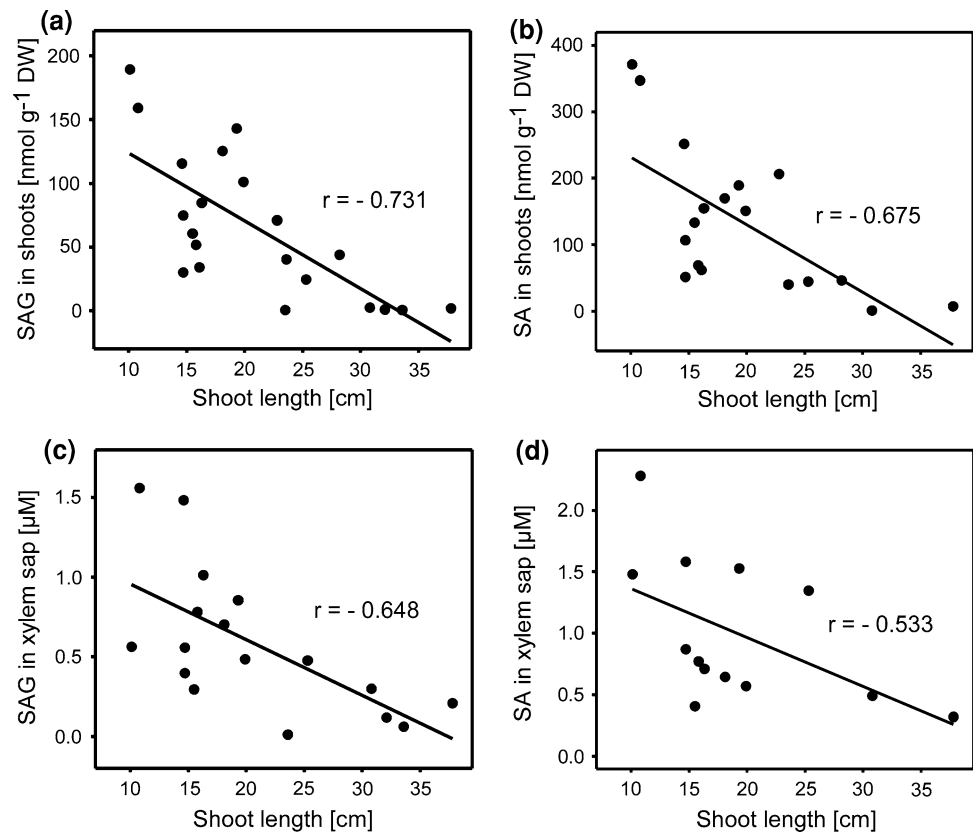 (a)
SAG in shoots [nmol g-1 DW]
200
150
100
50
0
r = - 0.731
10 15 20 25 30 35
Shoot length [cm]
(b)
SA in shoots [nmol g-1 DW]
400
300
200
100
0
r = - 0.675
10 15 20 25 30 35
Shoot length [cm]
(c)
SAG in xylem sap [µM]
1.5
1.0
0.5
0.0
r = - 0.648
10 15 20 25 30 35
Shoot length [cm]
(d)
SA in xylem sap [µM]
2.0
1.5
1.0
0.5
0.0
r = - 0.533
10 15 20 25 30 35
Shoot length [cm]